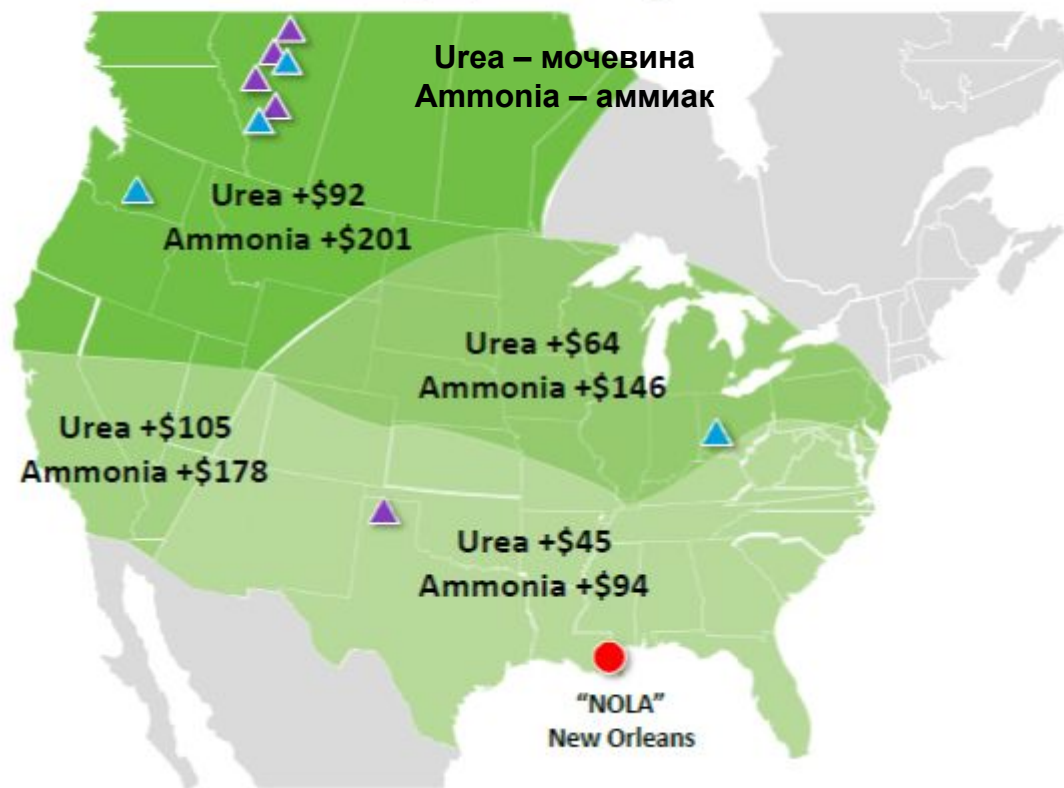 Urea – мочевина
Ammonia – аммиак
Urea +$92
Ammonia +$201
Urea +$64
Ammonia +$146
Urea +$105
Ammonia +$178
Urea +$45
Ammonia +$94
“NOLA”
New Orleans